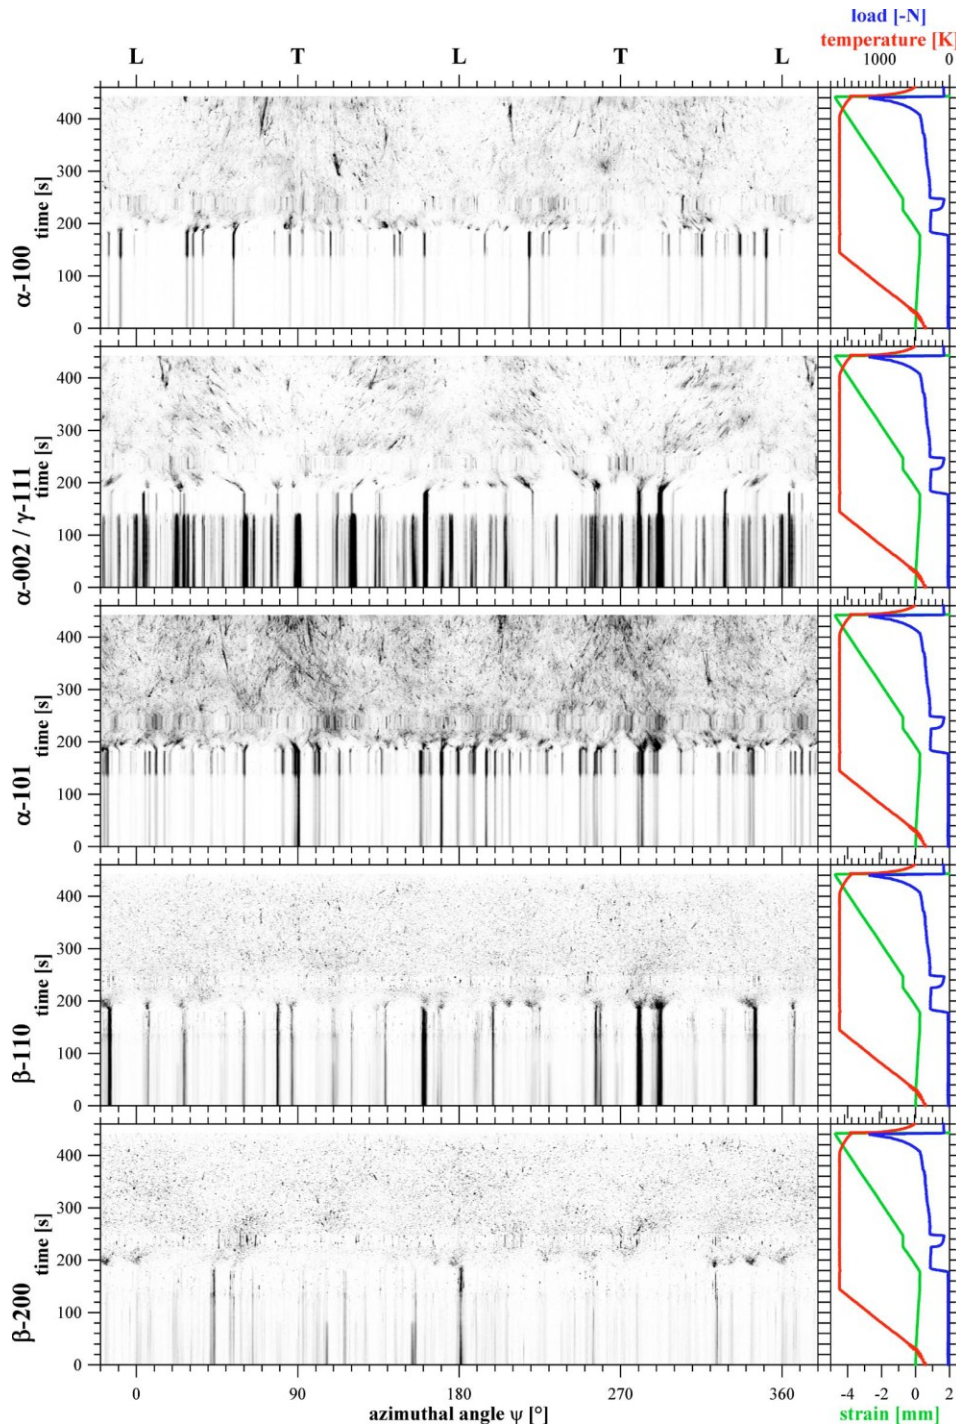 load [-N]
temperature [K]
L T L T L 1000 0
400
300
200
100
0
time [s]
α-100
400
300
200
100
0
time [s]
α-002 / γ-111
400
300
200
100
0
time [s]
α-101
400
300
200
100
0
time [s]
β-110
400
300
200
100
0
time [s]
β-200
0 90 180 270 360 -4 -2 0 2
azimuthal angle ψ [°] strain [mm]